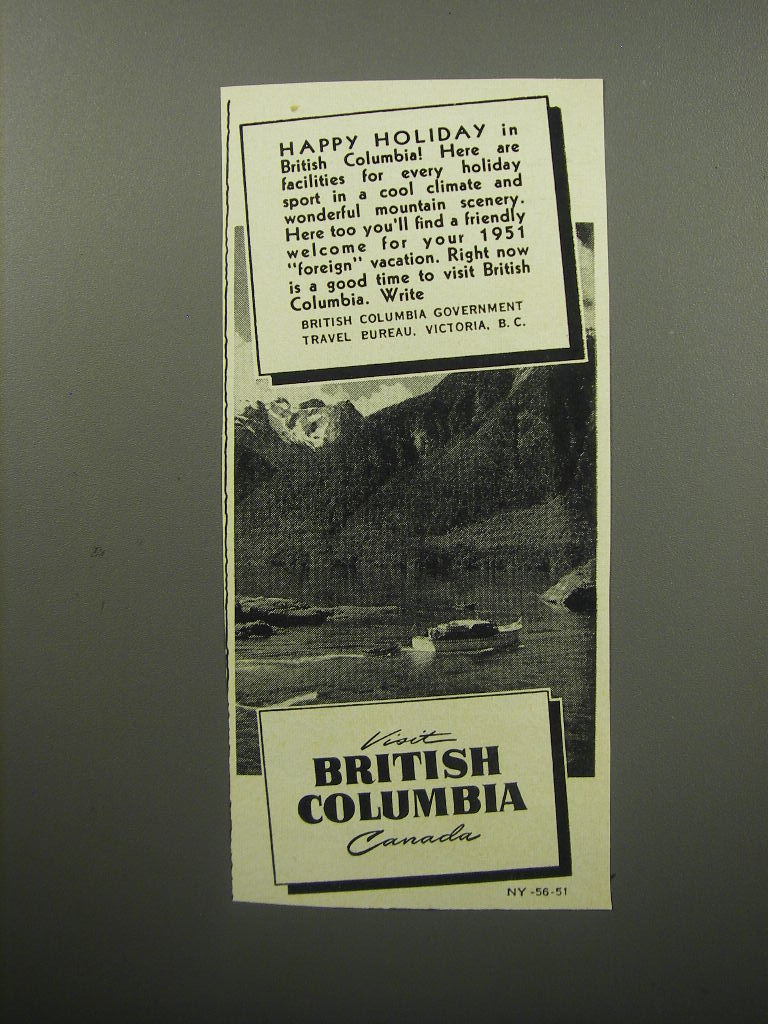 HAPPY HOLIDAY in
British Columbia! Here are
facilities for every holiday
sport in a cool climate and
wonderful mountain scenery.
Here too you'll find a friendly
welcome for your 1951
"foreign" vacation. Right now
is a good time to visit British
Columbia. Write
BRITISH COLUMBIA GOVERNMENT
TRAVEL BUREAU, VICTORIA, B. C.
Visit
BRITISH
COLUMBIA
Canada
NY-56-51